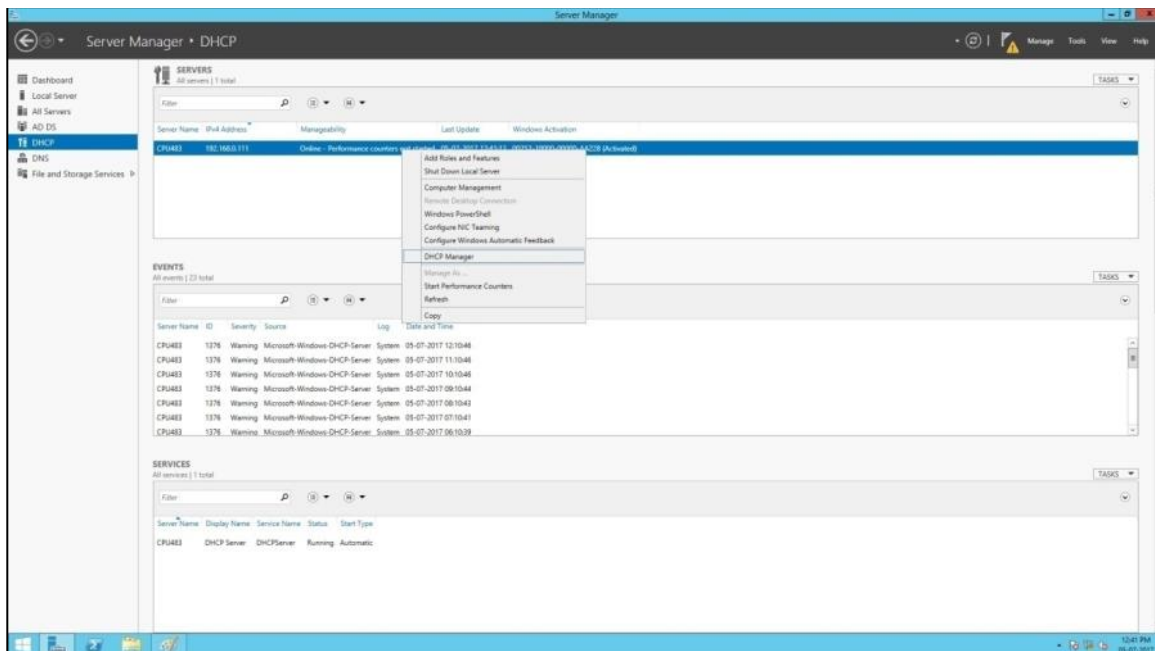 Server Manager
Server Manager • DHCP
Manage Tools View Help
Dashboard
Local Server
All Servers
AD DS
DHCP
DNS
File and Storage Services
SERVERS
All servers | 1 total
TASKS
Filter
Server Name IPv4 Address Manageability Last Update Windows Activation
CPU483 192.168.0.111 Online - Performance counters not started 05-07-2017 (Activated)
Add Roles and Features
Shut Down Local Server
Computer Management
Remote Desktop Connection
Windows PowerShell
Configure NIC Teaming
Configure Windows Automatic Feedback
DHCP Manager
Manage As ...
Start Performance Counters
Refresh
Copy
EVENTS
All events | 23 total
TASKS
Filter
Server Name ID Severity Source Log Date and Time
CPU483 1376 Warning Microsoft-Windows-DHCP-Server System 05-07-2017 12:10:46
CPU483 1376 Warning Microsoft-Windows-DHCP-Server System 05-07-2017 11:10:46
CPU483 1376 Warning Microsoft-Windows-DHCP-Server System 05-07-2017 10:10:46
CPU483 1376 Warning Microsoft-Windows-DHCP-Server System 05-07-2017 09:10:44
CPU483 1376 Warning Microsoft-Windows-DHCP-Server System 05-07-2017 08:10:43
CPU483 1376 Warning Microsoft-Windows-DHCP-Server System 05-07-2017 07:10:41
CPU483 1376 Warning Microsoft-Windows-DHCP-Server System 05-07-2017 06:10:39
SERVICES
All services | 1 total
TASKS
Filter
Server Name Display Name Service Name Status Start Type
CPU483 DHCP Server DHCPServer Running Automatic
12:41 PM
05-07-2017